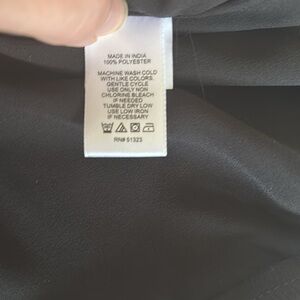 MADE IN INDIA
100% POLYESTER
MACHINE WASH COLD
WITH LIKE COLORS.
GENTLE CYCLE
USE ONLY NON
CHLORINE BLEACH
IF NEEDED
TUMBLE DRY LOW
USE LOW IRON
IF NECESSARY
RN# 51323